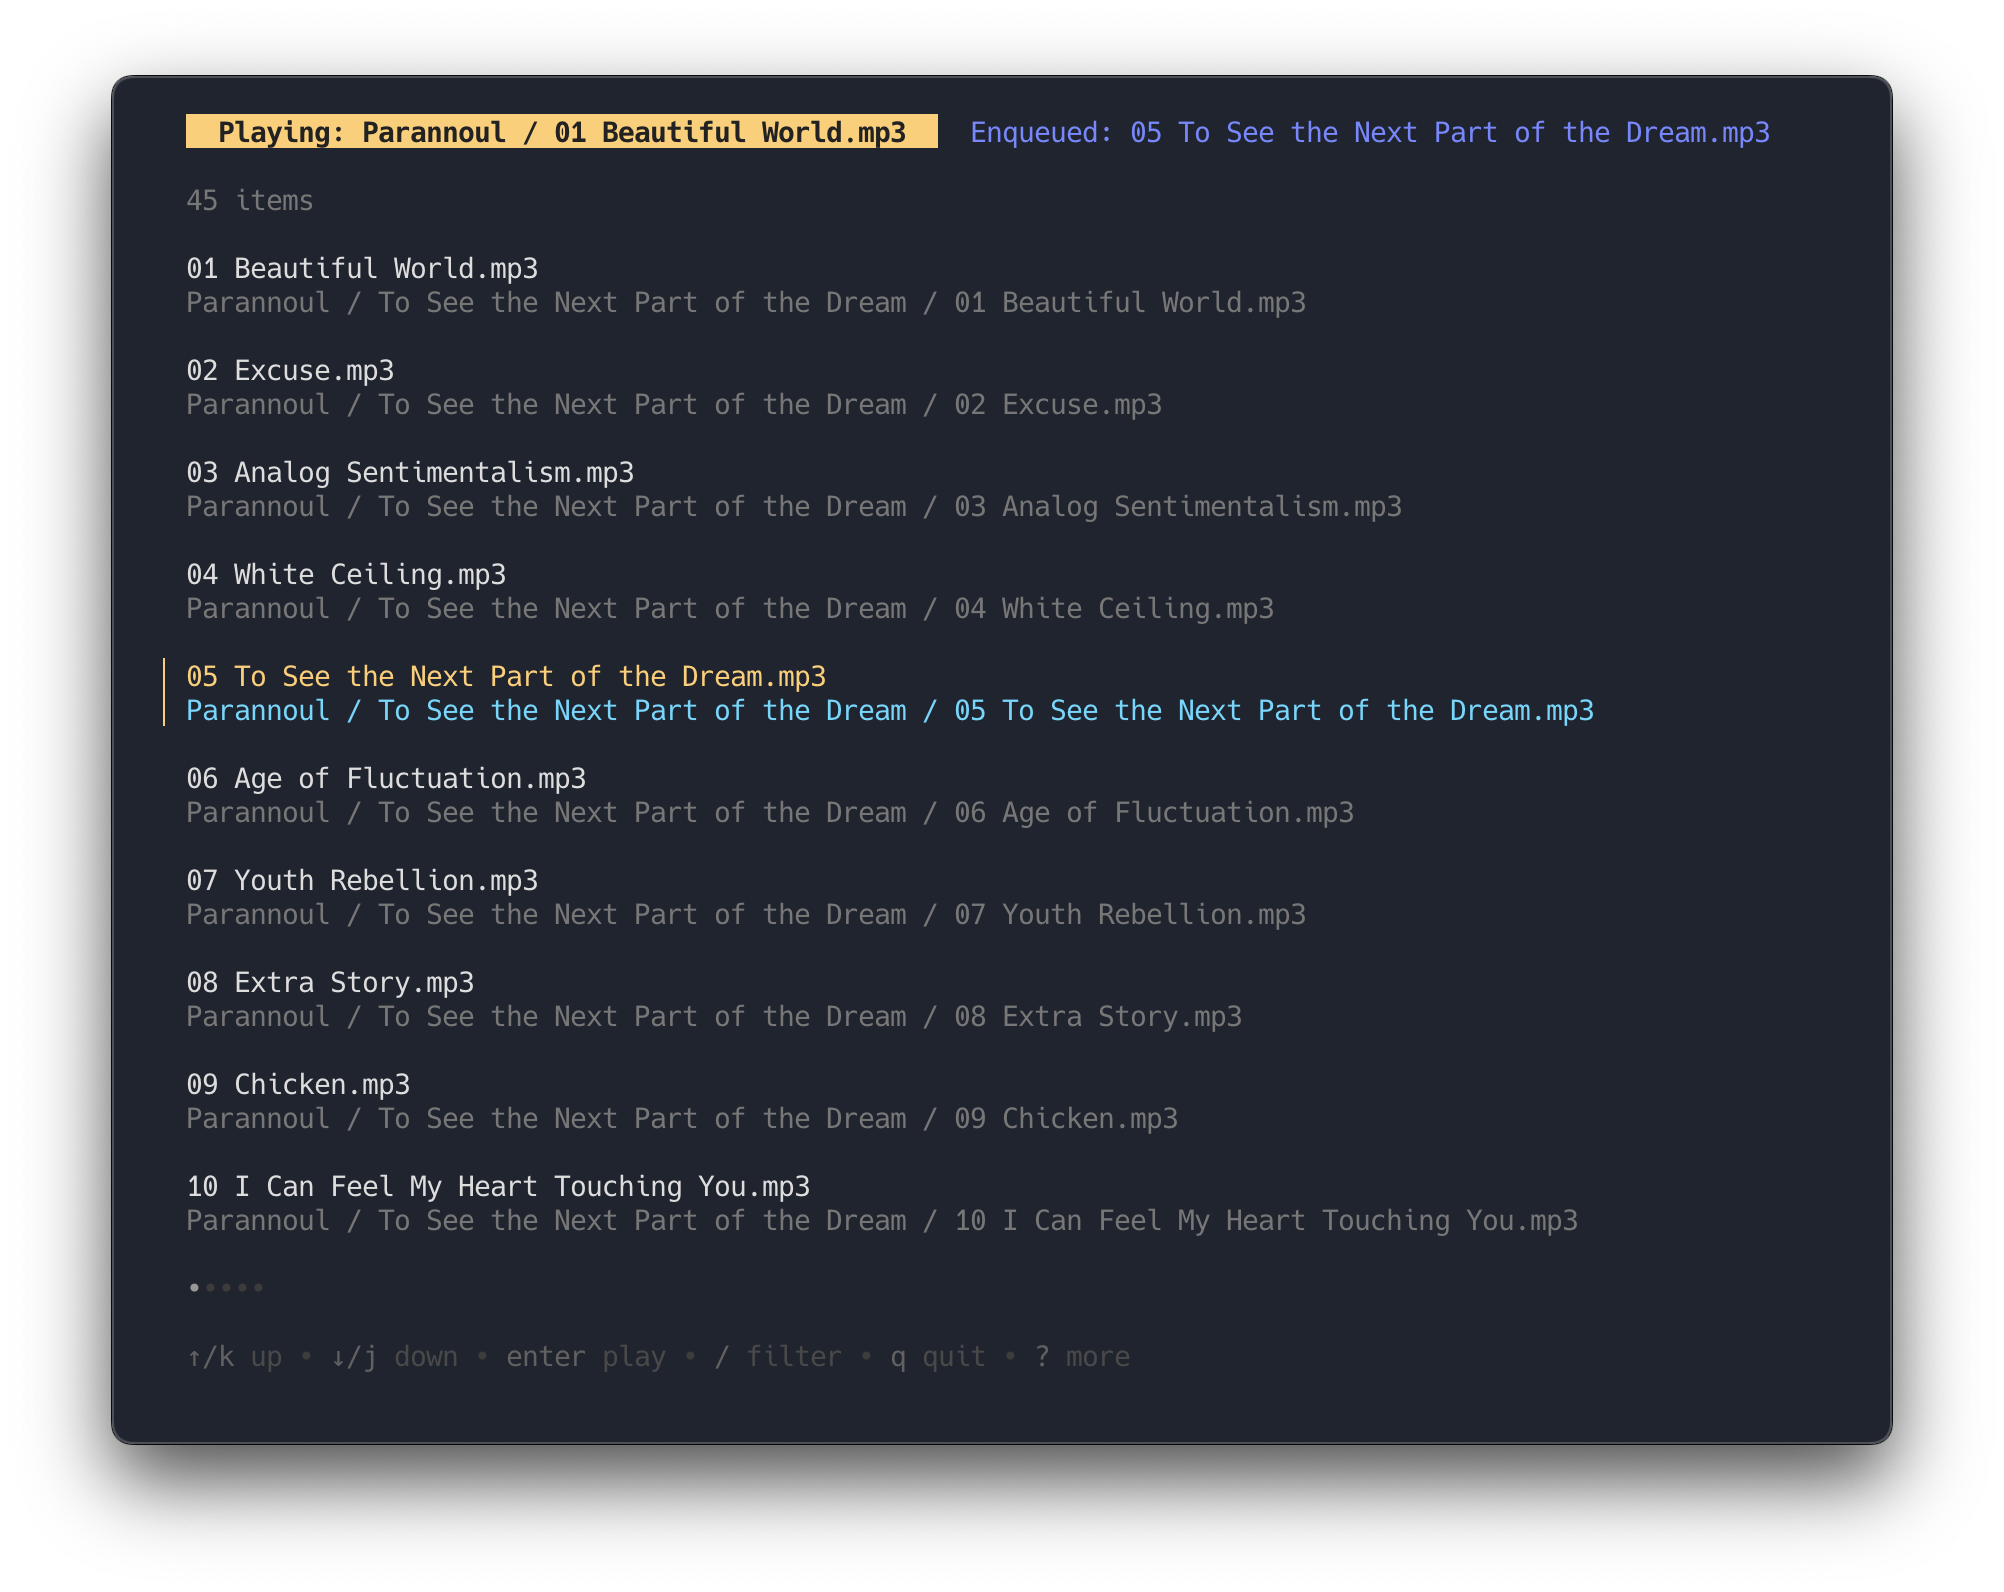 Playing: Parannoul / 01 Beautiful World.mp3 Enqueued: 05 To See the Next Part of the Dream.mp3
45 items
01 Beautiful World.mp3
Parannoul / To See the Next Part of the Dream / 01 Beautiful World.mp3
02 Excuse.mp3
Parannoul / To See the Next Part of the Dream / 02 Excuse.mp3
03 Analog Sentimentalism.mp3
Parannoul / To See the Next Part of the Dream / 03 Analog Sentimentalism.mp3
04 White Ceiling.mp3
Parannoul / To See the Next Part of the Dream / 04 White Ceiling.mp3
05 To See the Next Part of the Dream.mp3
Parannoul / To See the Next Part of the Dream / 05 To See the Next Part of the Dream.mp3
06 Age of Fluctuation.mp3
Parannoul / To See the Next Part of the Dream / 06 Age of Fluctuation.mp3
07 Youth Rebellion.mp3
Parannoul / To See the Next Part of the Dream / 07 Youth Rebellion.mp3
08 Extra Story.mp3
Parannoul / To See the Next Part of the Dream / 08 Extra Story.mp3
09 Chicken.mp3
Parannoul / To See the Next Part of the Dream / 09 Chicken.mp3
10 I Can Feel My Heart Touching You.mp3
Parannoul / To See the Next Part of the Dream / 10 I Can Feel My Heart Touching You.mp3
•••••
↑/k up • ↓/j down • enter play • / filter • q quit • ? more